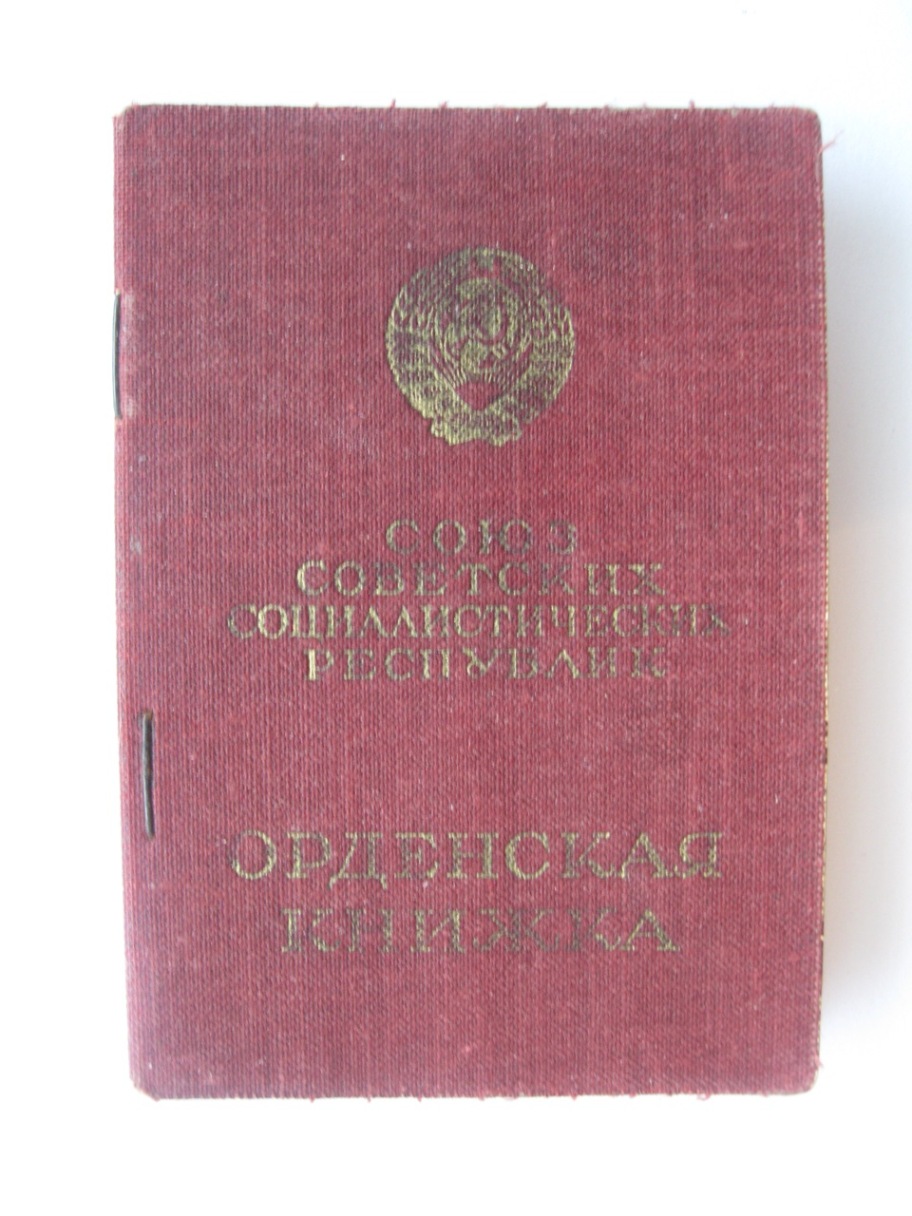 СОЮЗ
СОВЕТСКИХ
СОЦИАЛИСТИЧЕСКИХ
РЕСПУБЛИК
ОРДЕНСКАЯ
КНИЖКА